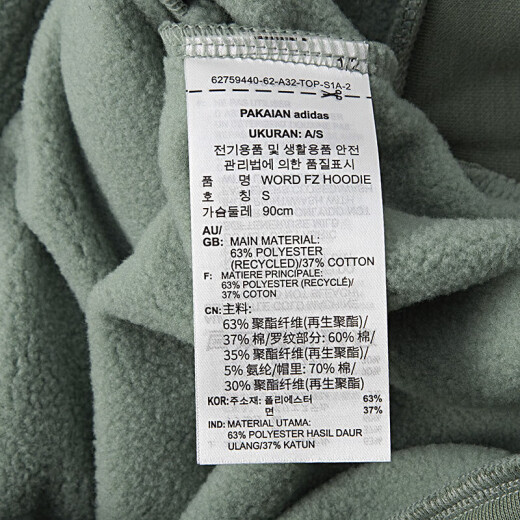 1/2
62759440-62-A32-TOP-S1A-2
PAKAIAN adidas
UKURAN: A/S
전기용품 및 생활용품 안전
관리법에 의한 품질표시
품 명 WORD FZ HOODIE
호 칭 S
가슴둘레 90cm
AU/
GB: MAIN MATERIAL:
63% POLYESTER
(RECYCLED)/37% COTTON
F: MATIERE PRINCIPALE:
63% POLYESTER (RECYCLÉ)/
37% COTON
CN: 主料:
63% 聚酯纤维(再生聚酯)/
37% 棉/罗纹部分: 60% 棉/
35% 聚酯纤维(再生聚酯)/
5% 氨纶/帽里: 70% 棉/
30% 聚酯纤维(再生聚酯)
KOR: 주소재: 폴리에스터 63%
면 37%
IND: MATERIAL UTAMA:
63% POLYESTER HASIL DAUR
ULANG/37% KATUN